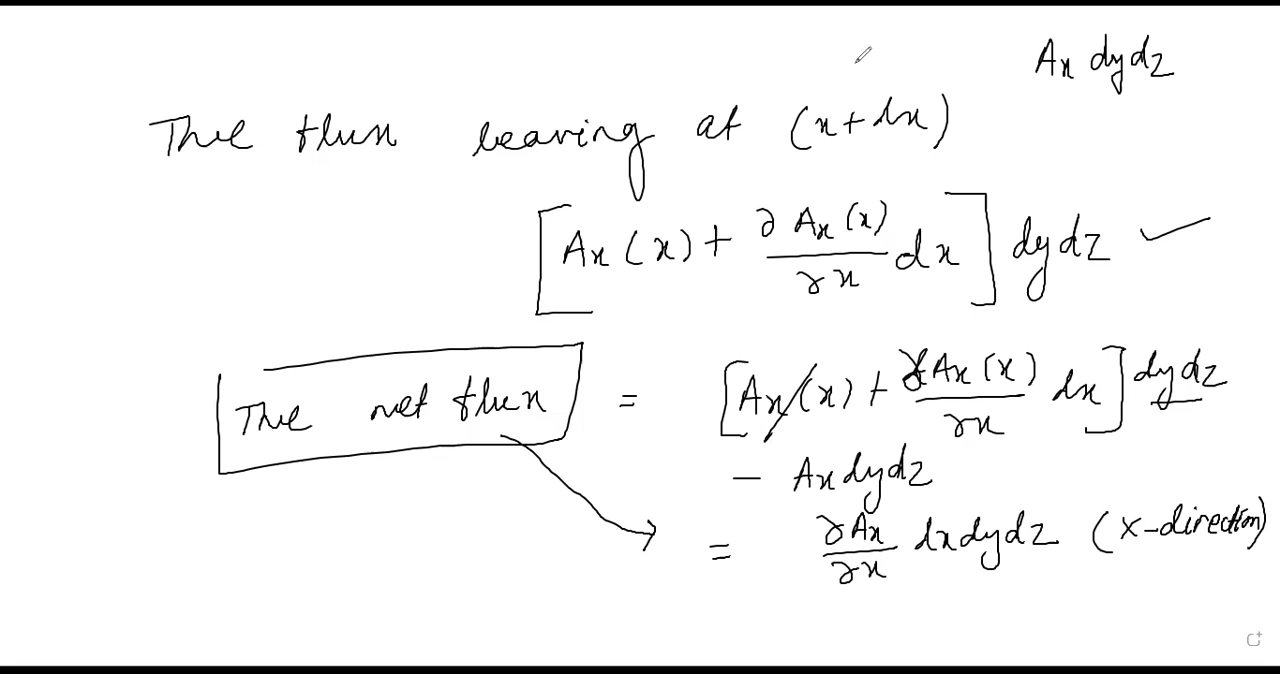 Ax dydz
The flux leaving at (x+dx)
[Ax(x) + ∂Ax(x)/∂x dx] dydz ✓
The net flux = [Ax(x) + ∂Ax(x)/∂x dx] dydz
− Ax dydz
= ∂Ax/∂x dxdydz (x-direction)